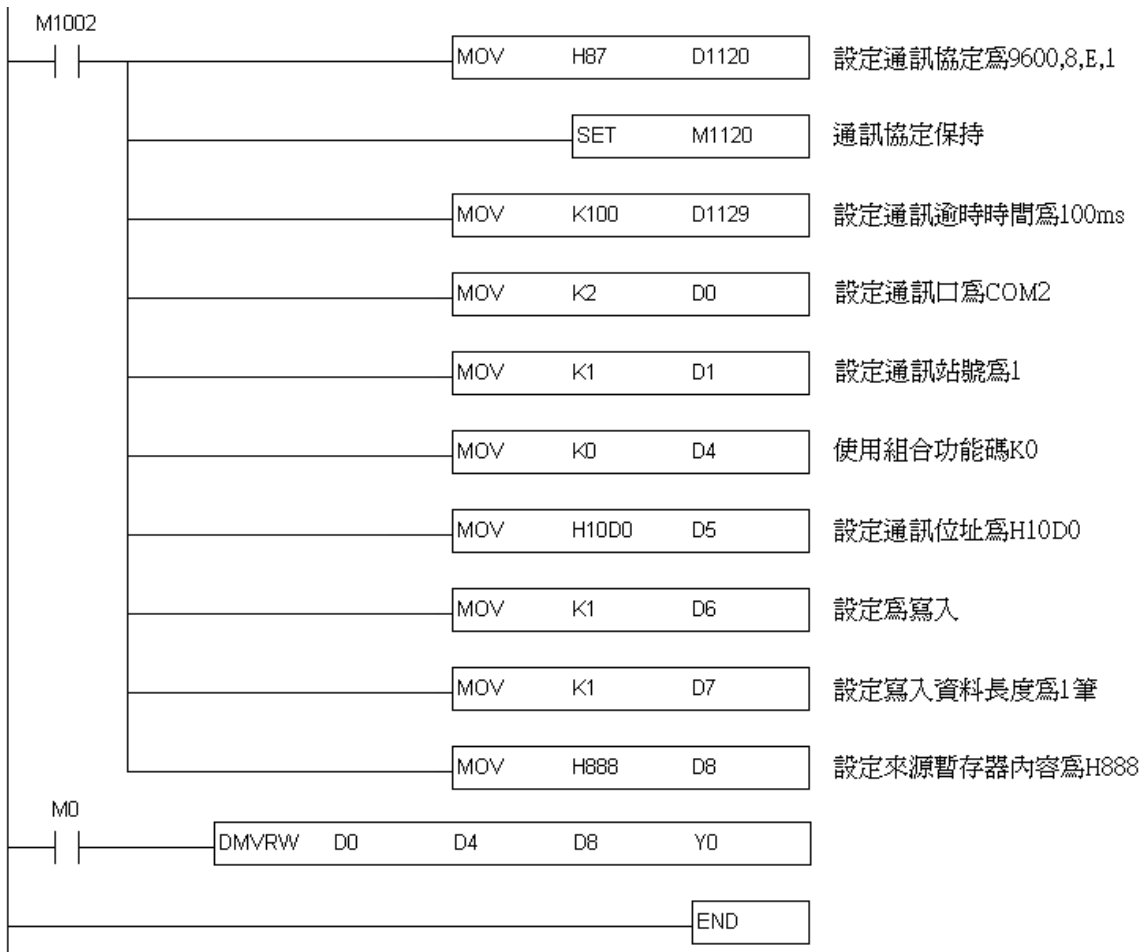 M1002
MOV H87 D1120 設定通訊協定爲9600,8,E,1
SET M1120 通訊協定保持
MOV K100 D1129 設定通訊逾時時間爲100ms
MOV K2 D0 設定通訊口爲COM2
MOV K1 D1 設定通訊站號爲1
MOV K0 D4 使用組合功能碼K0
MOV H10D0 D5 設定通訊位址爲H10D0
MOV K1 D6 設定爲寫入
MOV K1 D7 設定寫入資料長度爲1筆
MOV H888 D8 設定來源暫存器內容爲H888
M0
DMVRW D0 D4 D8 Y0
END